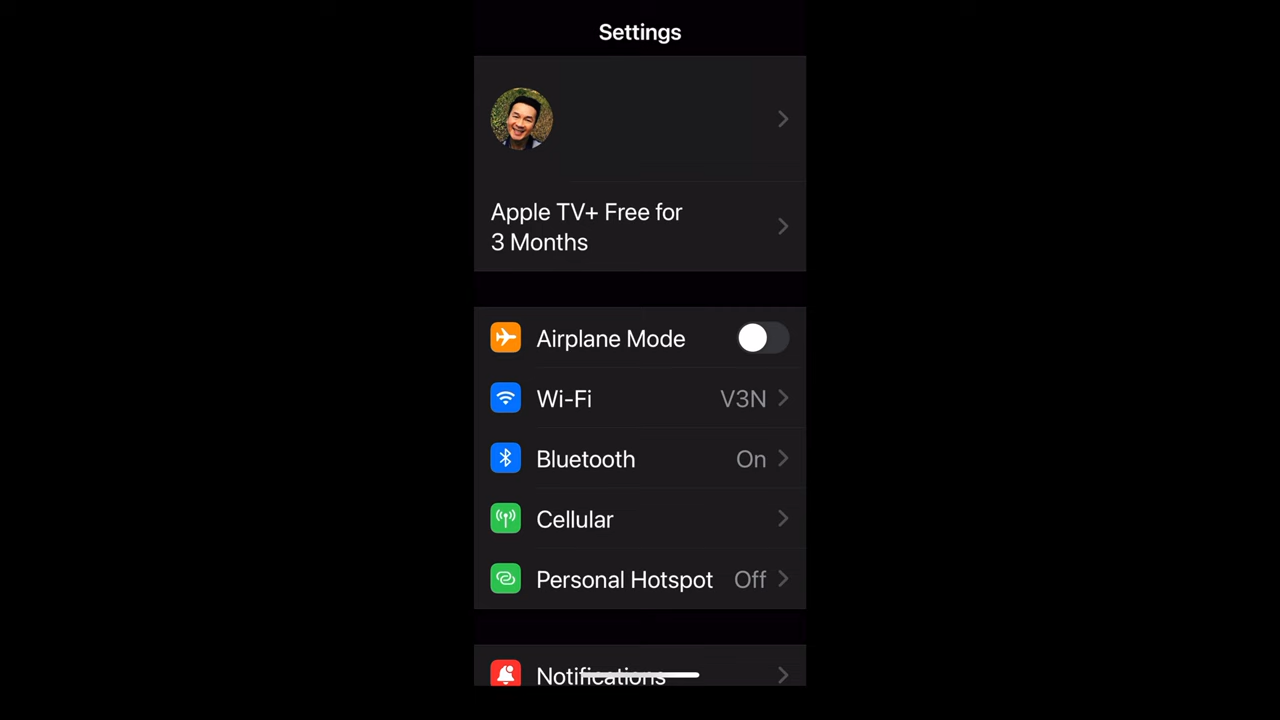 Settings
Apple TV+ Free for
3 Months
Airplane Mode
Wi-Fi V3N
Bluetooth On
Cellular
Personal Hotspot Off
Notifications